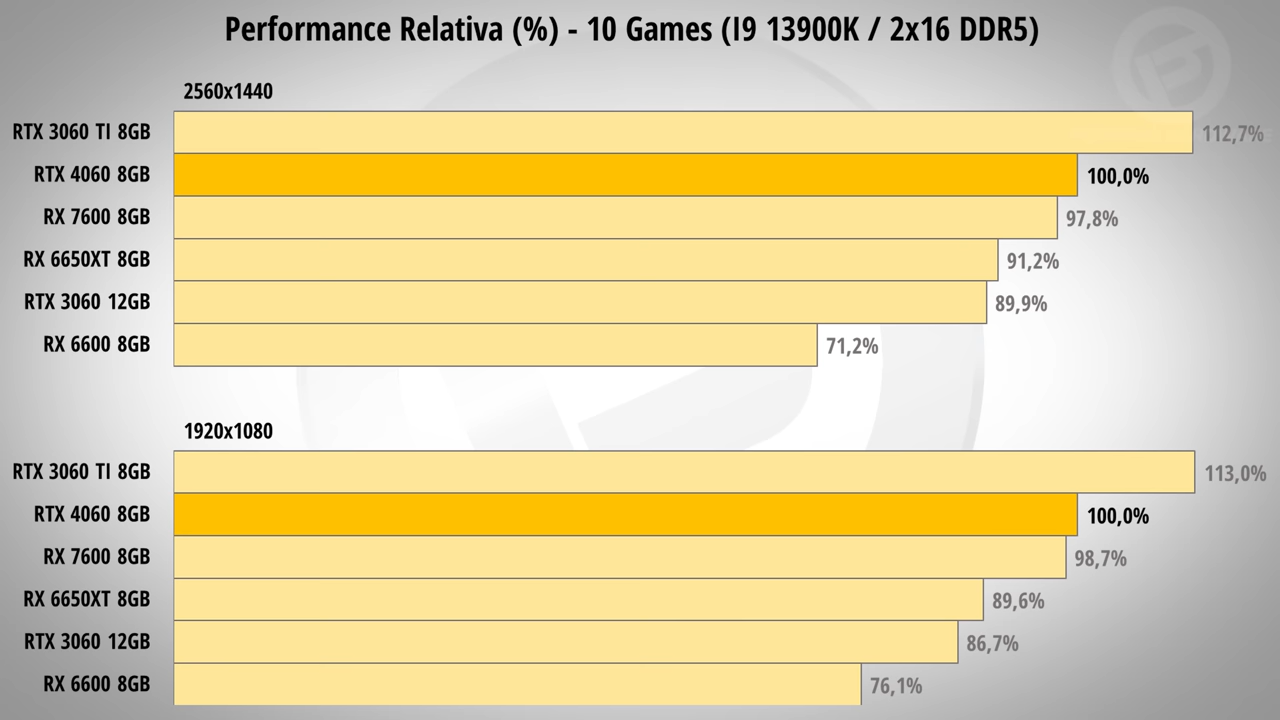 Performance Relativa (%) - 10 Games (I9 13900K / 2x16 DDR5)
2560x1440
RTX 3060 TI 8GB 112,7%
RTX 4060 8GB 100,0%
RX 7600 8GB 97,8%
RX 6650XT 8GB 91,2%
RTX 3060 12GB 89,9%
RX 6600 8GB 71,2%
1920x1080
RTX 3060 TI 8GB 113,0%
RTX 4060 8GB 100,0%
RX 7600 8GB 98,7%
RX 6650XT 8GB 89,6%
RTX 3060 12GB 86,7%
RX 6600 8GB 76,1%